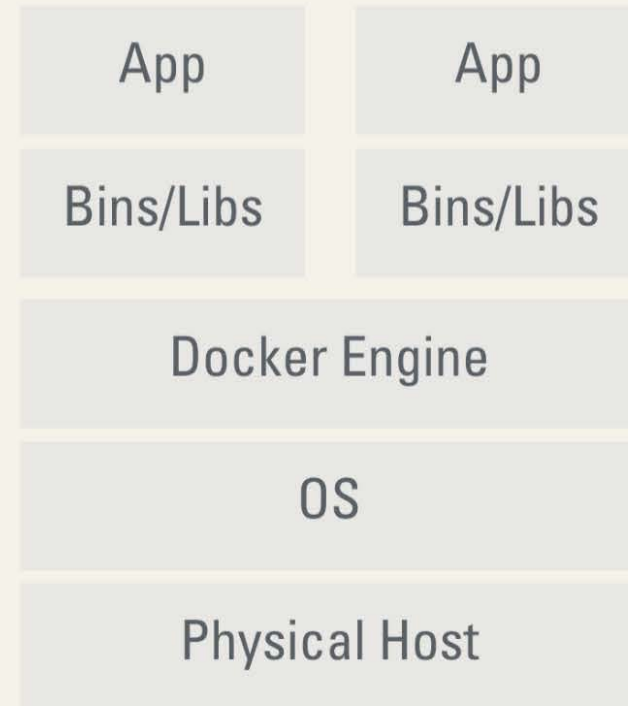 App App
Bins/Libs Bins/Libs
Docker Engine
OS
Physical Host